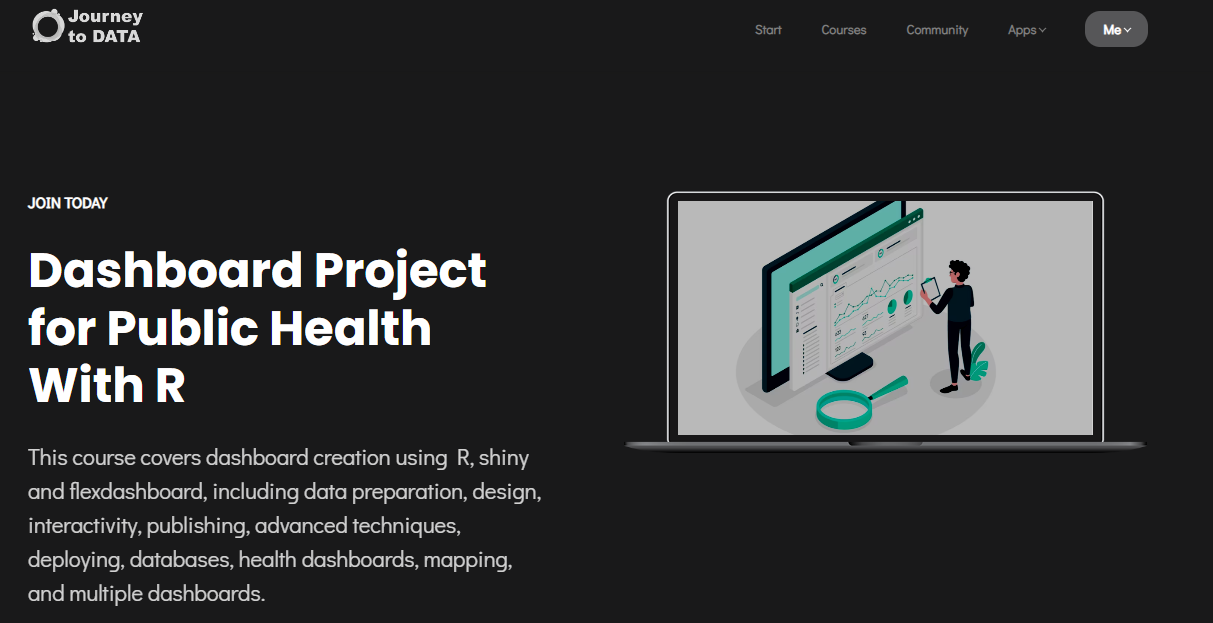 Journey
to DATA
Start Courses Community Apps Me
JOIN TODAY
Dashboard Project
for Public Health
With R
This course covers dashboard creation using R, shiny
and flexdashboard, including data preparation, design,
interactivity, publishing, advanced techniques,
deploying, databases, health dashboards, mapping,
and multiple dashboards.